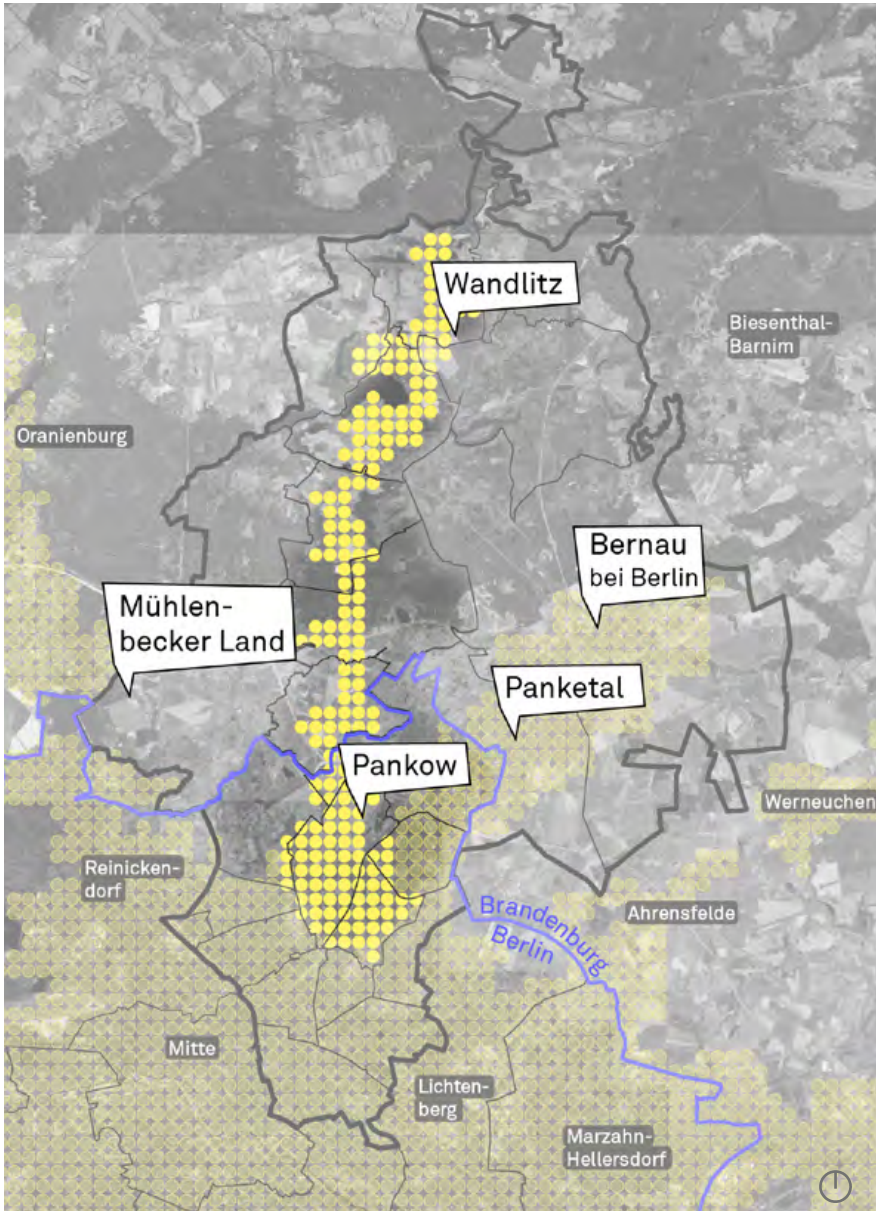 Wandlitz
Biesenthal-
Barnim
Oranienburg
Bernau
bei Berlin
Mühlen-
becker Land
Panketal
Pankow
Werneuchen
Reinicken-
dorf
Ahrensfelde
Brandenburg
Berlin
Mitte
Lichten-
berg
Marzahn-
Hellersdorf